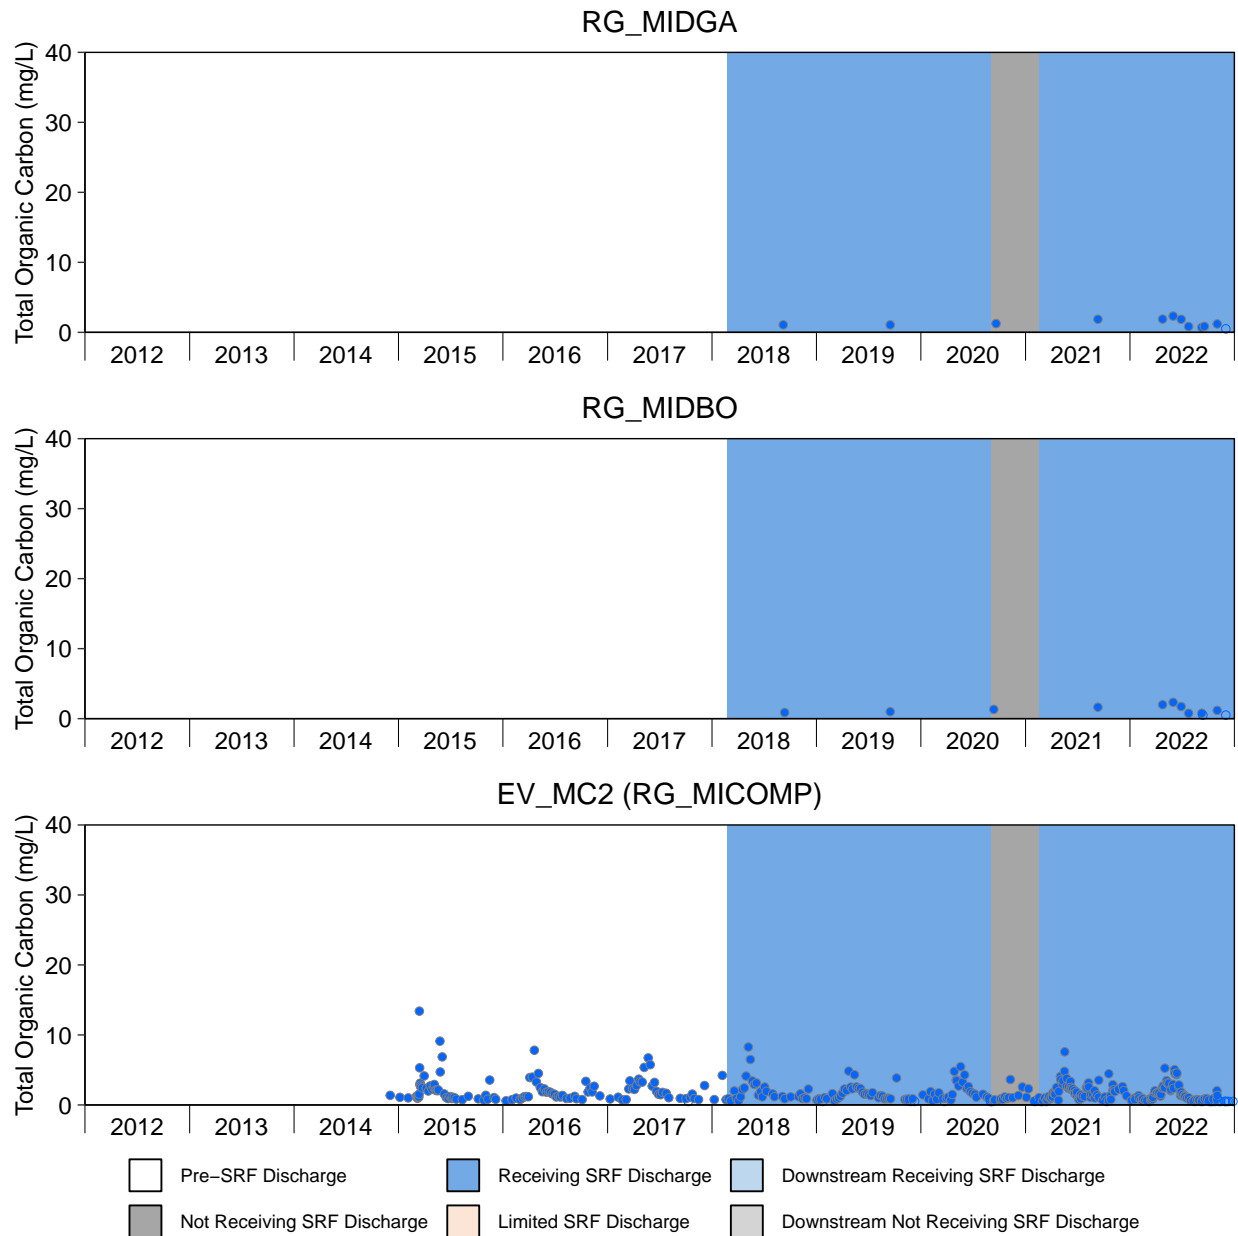 RG_MIDGA
Total Organic Carbon (mg/L)
40
30
20
10
0
2012 2013 2014 2015 2016 2017 2018 2019 2020 2021 2022
RG_MIDBO
Total Organic Carbon (mg/L)
40
30
20
10
0
2012 2013 2014 2015 2016 2017 2018 2019 2020 2021 2022
EV_MC2 (RG_MICOMP)
Total Organic Carbon (mg/L)
40
30
20
10
0
2012 2013 2014 2015 2016 2017 2018 2019 2020 2021 2022
Pre−SRF Discharge Receiving SRF Discharge Downstream Receiving SRF Discharge
Not Receiving SRF Discharge Limited SRF Discharge Downstream Not Receiving SRF Discharge